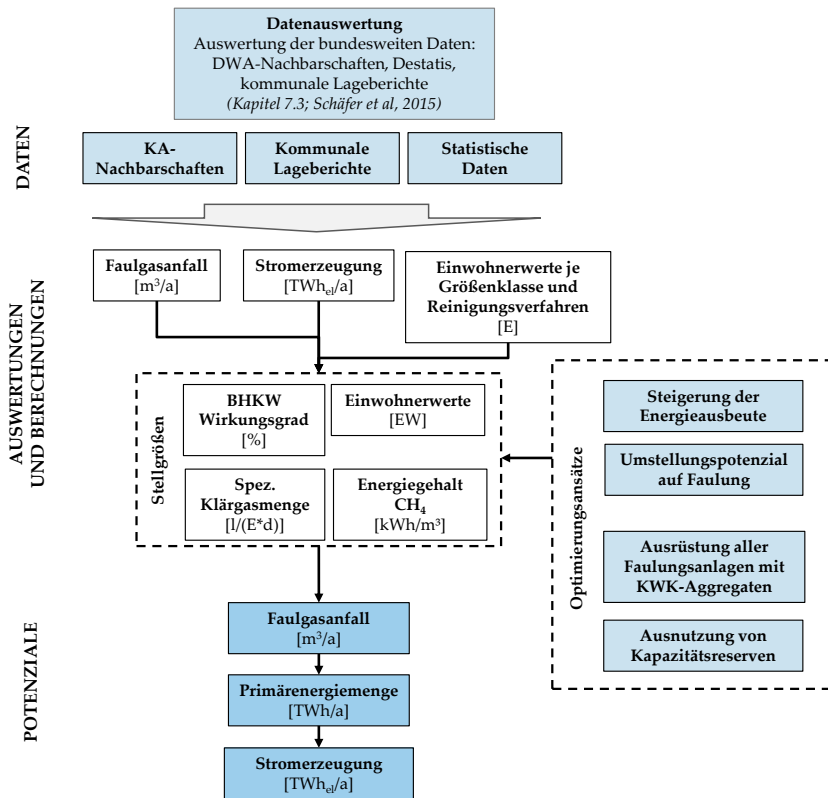 Datenauswertung
Auswertung der bundesweiten Daten:
DWA-Nachbarschaften, Destatis,
kommunale Lageberichte
(Kapitel 7.3; Schäfer et al, 2015)
DATEN
KA-
Nachbarschaften
Kommunale
Lageberichte
Statistische
Daten
AUSWERTUNGEN
UND BERECHNUNGEN
Faulgasanfall
[m³/a]
Stromerzeugung
[TWhel/a]
Einwohnerwerte je
Größenklasse und
Reinigungsverfahren
[E]
Stellgrößen
BHKW
Wirkungsgrad
[%]
Einwohnerwerte
[EW]
Spez.
Klärgasmenge
[l/(E*d)]
Energiegehalt
CH₄
[kWh/m³]
Optimierungsansätze
Steigerung der
Energieausbeute
Umstellungspotenzial
auf Faulung
Ausrüstung aller
Faulungsanlagen mit
KWK-Aggregaten
Ausnutzung von
Kapazitätsreserven
POTENZIALE
Faulgasanfall
[m³/a]
Primärenergiemenge
[TWh/a]
Stromerzeugung
[TWhel/a]